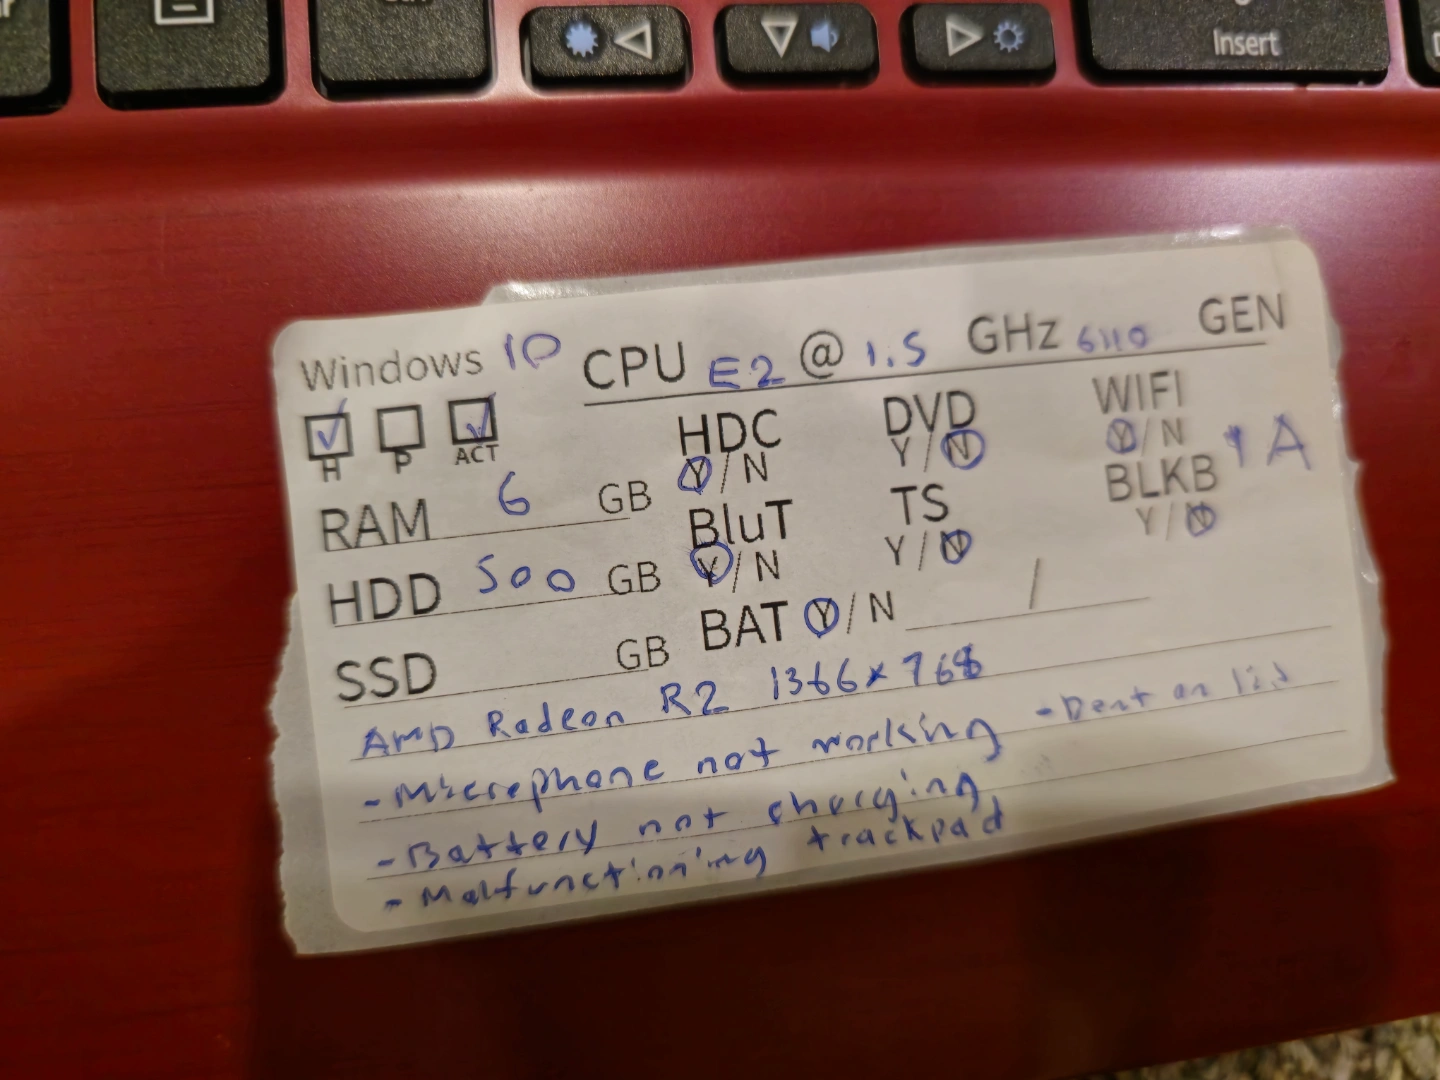 Insert
Windows 10 CPU E2 @ 1.5 GHz 6110 GEN
H P ACT
HDC DVD WIFI
Y/N Y/N Y/N
RAM 6 GB
BluT TS BLKB A
Y/N Y/N Y/N
HDD 500 GB
BAT Y/N /
SSD GB
AMD Radeon R2 1366x768
-Microphone not working -Dent on lid
-Battery not charging
-Malfunctioning trackpad